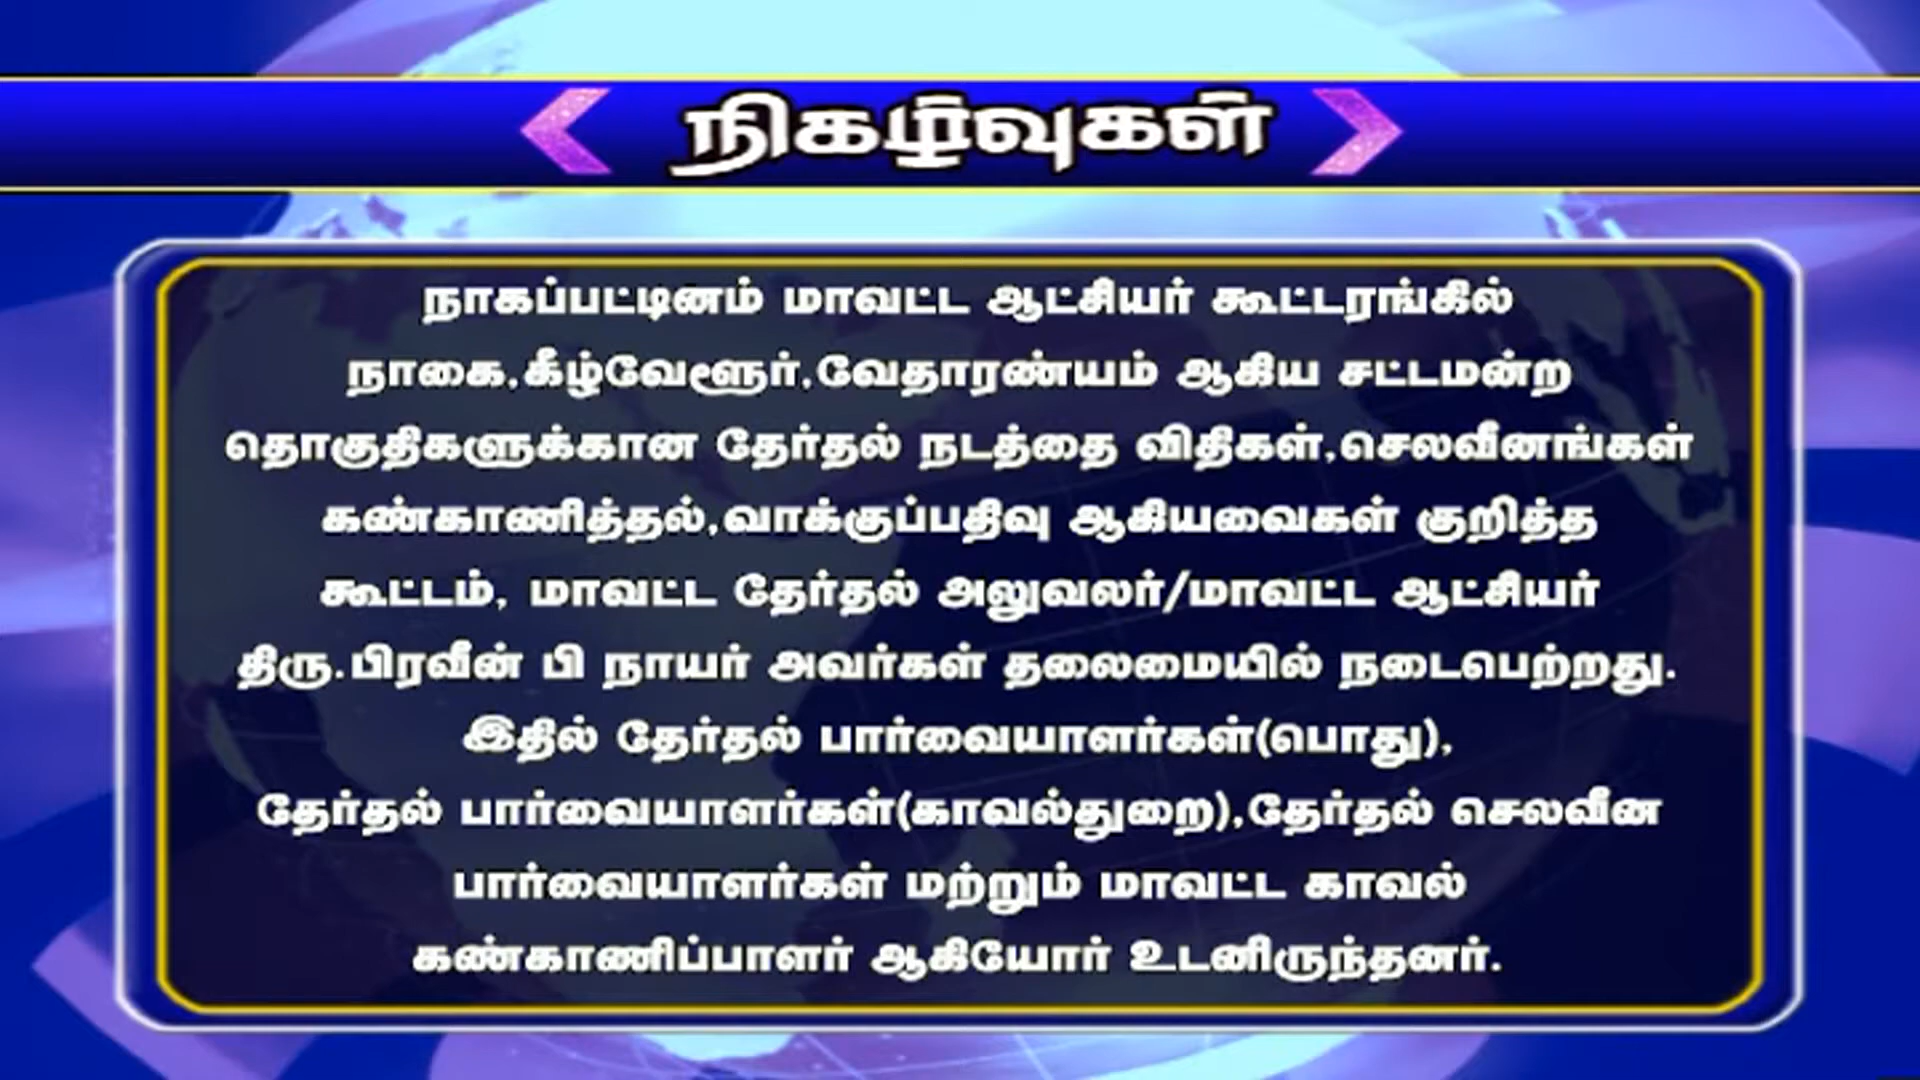 நிகழ்வுகள்
நாகப்பட்டினம் மாவட்ட ஆட்சியர் கூட்டரங்கில்
நாகை,கீழ்வேளூர்,வேதாரண்யம் ஆகிய சட்டமன்ற
தொகுதிகளுக்கான தேர்தல் நடத்தை விதிகள்,செலவீனங்கள்
கண்காணித்தல்,வாக்குப்பதிவு ஆகியவைகள் குறித்த
கூட்டம், மாவட்ட தேர்தல் அலுவலர்/மாவட்ட ஆட்சியர்
திரு.பிரவீன் பி நாயர் அவர்கள் தலைமையில் நடைபெற்றது.
இதில் தேர்தல் பார்வையாளர்கள்(பொது),
தேர்தல் பார்வையாளர்கள்(காவல்துறை),தேர்தல் செலவீன
பார்வையாளர்கள் மற்றும் மாவட்ட காவல்
கண்காணிப்பாளர் ஆகியோர் உடனிருந்தனர்.